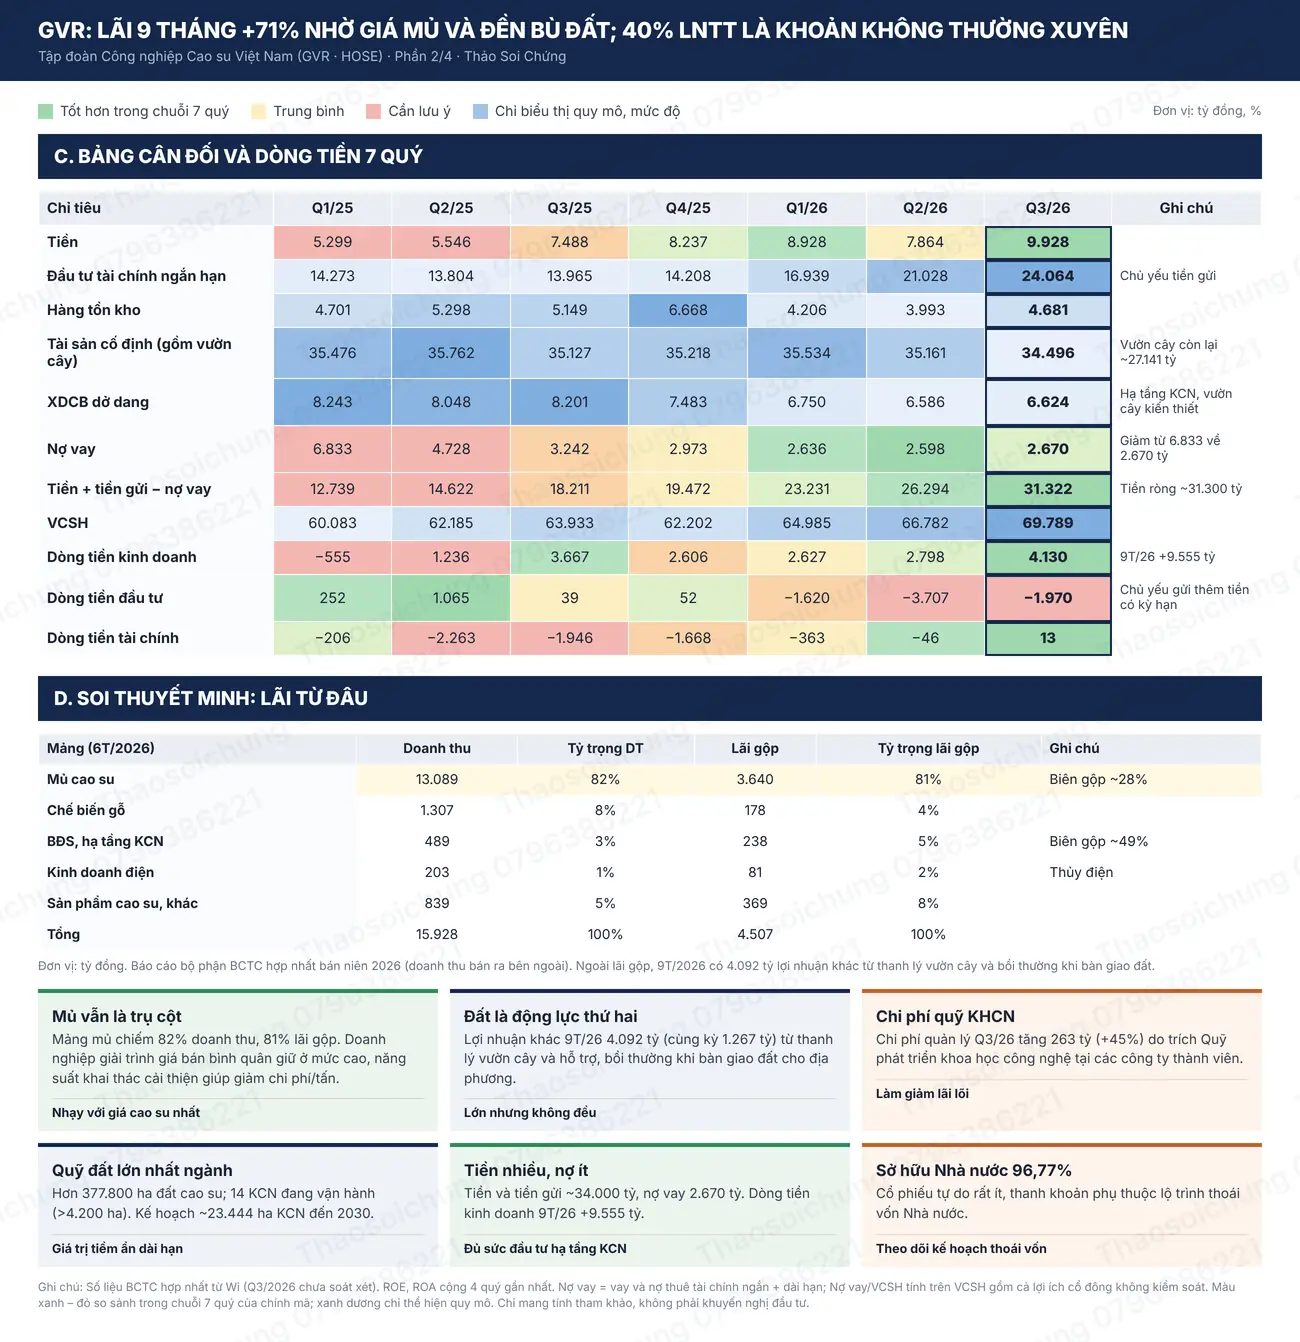 GVR: LÃI 9 THÁNG +71% NHỜ GIÁ MỦ VÀ ĐỀN BÙ ĐẤT; 40% LNTT LÀ KHOẢN KHÔNG THƯỜNG XUYÊN
Tập đoàn Công nghiệp Cao su Việt Nam (GVR · HOSE) · Phần 2/4 · Thảo Soi Chứng
Tốt hơn trong chuỗi 7 quý Trung bình Cần lưu ý Chỉ biểu thị quy mô, mức độ Đơn vị: tỷ đồng, %
C. BẢNG CÂN ĐỐI VÀ DÒNG TIỀN 7 QUÝ
Chỉ tiêu Q1/25 Q2/25 Q3/25 Q4/25 Q1/26 Q2/26 Q3/26 Ghi chú
Tiền 5.299 5.546 7.488 8.237 8.928 7.864 9.928
Đầu tư tài chính ngắn hạn 14.273 13.804 13.965 14.208 16.939 21.028 24.064 Chủ yếu tiền gửi
Hàng tồn kho 4.701 5.298 5.149 6.668 4.206 3.993 4.681
Tài sản cố định (gồm vườn
cây) 35.476 35.762 35.127 35.218 35.534 35.161 34.496 Vườn cây còn lại
~27.141 tỷ
XDCB dở dang 8.243 8.048 8.201 7.483 6.750 6.586 6.624 Hạ tầng KCN, vườn
cây kiến thiết
Nợ vay 6.833 4.728 3.242 2.973 2.636 2.598 2.670 Giảm từ 6.833 về
2.670 tỷ
Tiền + tiền gửi − nợ vay 12.739 14.622 18.211 19.472 23.231 26.294 31.322 Tiền ròng ~31.300 tỷ
VCSH 60.083 62.185 63.933 62.202 64.985 66.782 69.789
Dòng tiền kinh doanh −555 1.236 3.667 2.606 2.627 2.798 4.130 9T/26 +9.555 tỷ
Dòng tiền đầu tư 252 1.065 39 52 −1.620 −3.707 −1.970 Chủ yếu gửi thêm tiền
có kỳ hạn
Dòng tiền tài chính −206 −2.263 −1.946 −1.668 −363 −46 13
D. SOI THUYẾT MINH: LÃI TỪ ĐÂU
Mảng (6T/2026) Doanh thu Tỷ trọng DT Lãi gộp Tỷ trọng lãi gộp Ghi chú
Mủ cao su 13.089 82% 3.640 81% Biên gộp ~28%
Chế biến gỗ 1.307 8% 178 4%
BĐS, hạ tầng KCN 489 3% 238 5% Biên gộp ~49%
Kinh doanh điện 203 1% 81 2% Thủy điện
Sản phẩm cao su, khác 839 5% 369 8%
Tổng 15.928 100% 4.507 100%
Đơn vị: tỷ đồng. Báo cáo bộ phận BCTC hợp nhất bán niên 2026 (doanh thu bán ra bên ngoài). Ngoài lãi gộp, 9T/2026 có 4.092 tỷ lợi nhuận khác từ thanh lý vườn cây và bồi thường khi bàn giao đất.
Mủ vẫn là trụ cột
Mảng mủ chiếm 82% doanh thu, 81% lãi gộp. Doanh
nghiệp giải trình giá bán bình quân giữ ở mức cao, năng
suất khai thác cải thiện giúp giảm chi phí/tấn.
Nhạy với giá cao su nhất
Đất là động lực thứ hai
Lợi nhuận khác 9T/26 4.092 tỷ (cùng kỳ 1.267 tỷ) từ thanh
lý vườn cây và hỗ trợ, bồi thường khi bàn giao đất cho địa
phương.
Lớn nhưng không đều
Chi phí quỹ KHCN
Chi phí quản lý Q3/26 tăng 263 tỷ (+45%) do trích Quỹ
phát triển khoa học công nghệ tại các công ty thành viên.
Làm giảm lãi lõi
Quỹ đất lớn nhất ngành
Hơn 377.800 ha đất cao su; 14 KCN đang vận hành
(>4.200 ha). Kế hoạch ~23.444 ha KCN đến 2030.
Giá trị tiềm ẩn dài hạn
Tiền nhiều, nợ ít
Tiền và tiền gửi ~34.000 tỷ, nợ vay 2.670 tỷ. Dòng tiền
kinh doanh 9T/26 +9.555 tỷ.
Đủ sức đầu tư hạ tầng KCN
Sở hữu Nhà nước 96,77%
Cổ phiếu tự do rất ít, thanh khoản phụ thuộc lộ trình thoái
vốn Nhà nước.
Theo dõi kế hoạch thoái vốn
Ghi chú: Số liệu BCTC hợp nhất từ Wi (Q3/2026 chưa soát xét). ROE, ROA cộng 4 quý gần nhất. Nợ vay = vay và nợ thuê tài chính ngắn + dài hạn; Nợ vay/VCSH tính trên VCSH gồm cả lợi ích cổ đông không kiểm soát. Màu
xanh – đỏ so sánh trong chuỗi 7 quý của chính mã; xanh dương chỉ thể hiện quy mô. Chỉ mang tính tham khảo, không phải khuyến nghị đầu tư.
Thaosoichung 0796386221